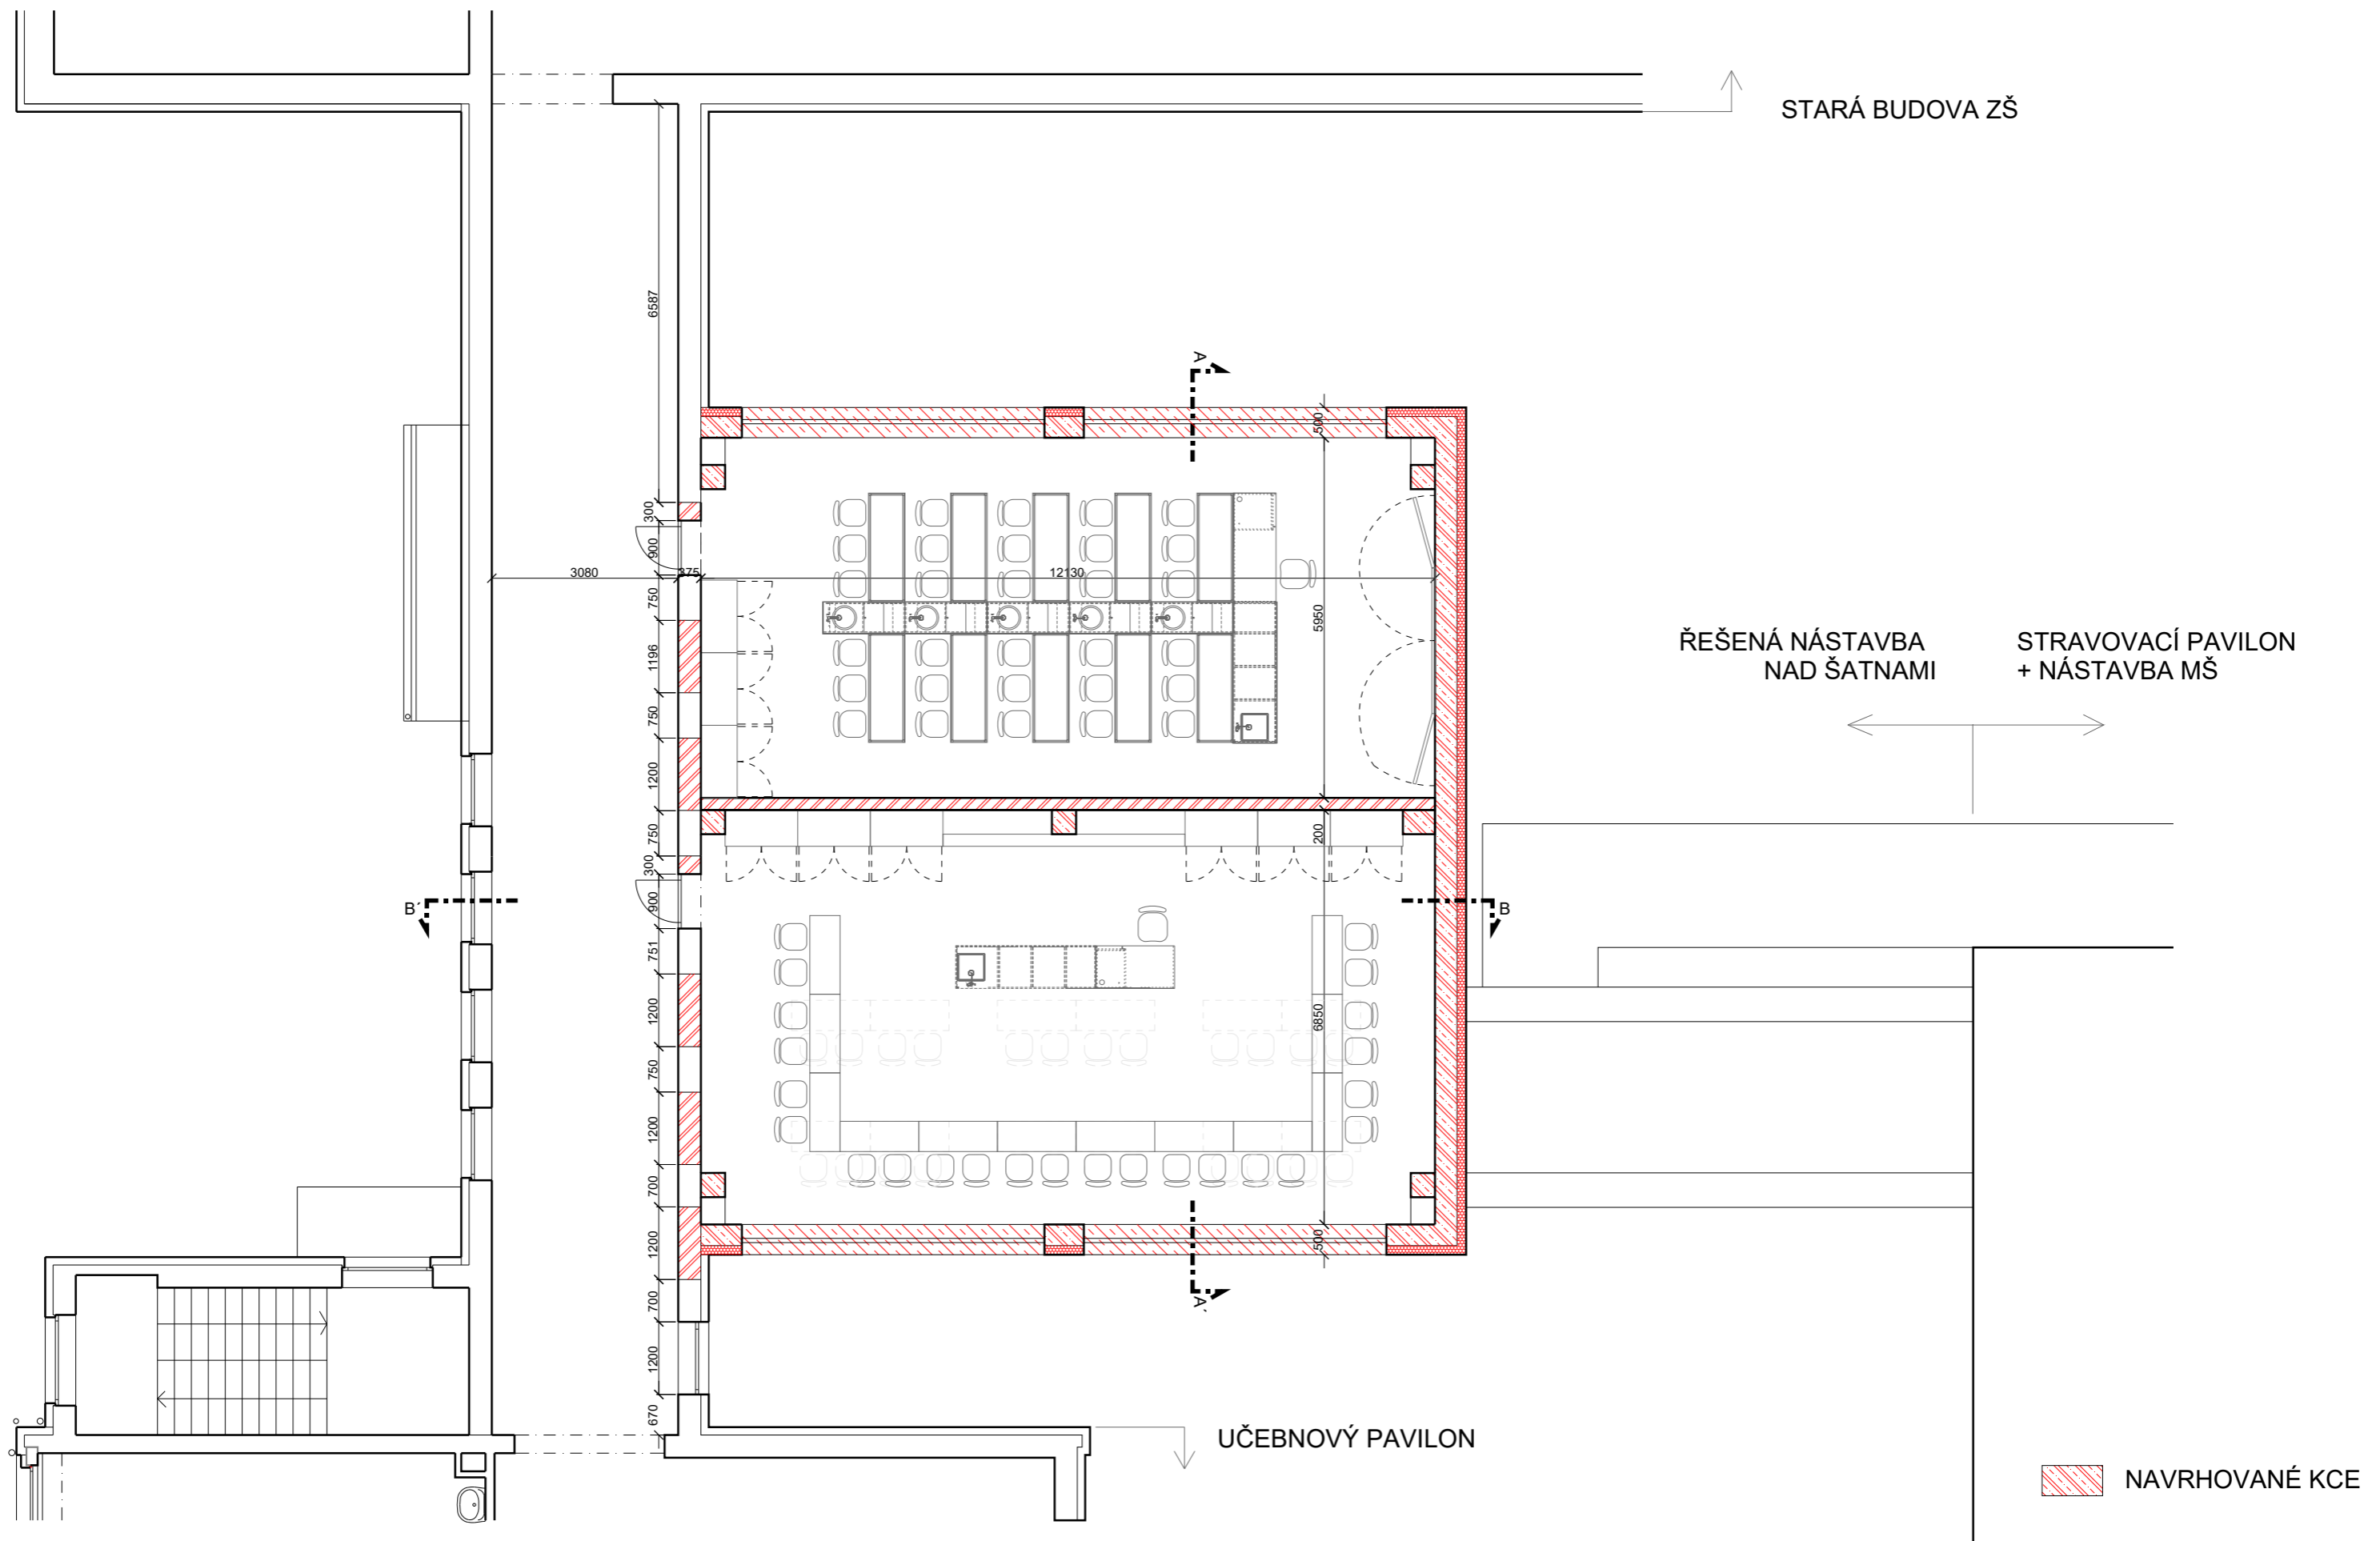 STARÁ BUDOVA ZŠ
6587
A
500
300
900
3080
375
12130
750
5950
1196
ŘEŠENÁ NÁSTAVBA
NAD ŠATNAMI
STRAVOVACÍ PAVILON
+ NÁSTAVBA MŠ
750
1200
750
200
300
900
B´
B
751
1200
6850
750
1200
700
1200
500
A´
700
1200
670
UČEBNOVÝ PAVILON
NAVRHOVANÉ KCE